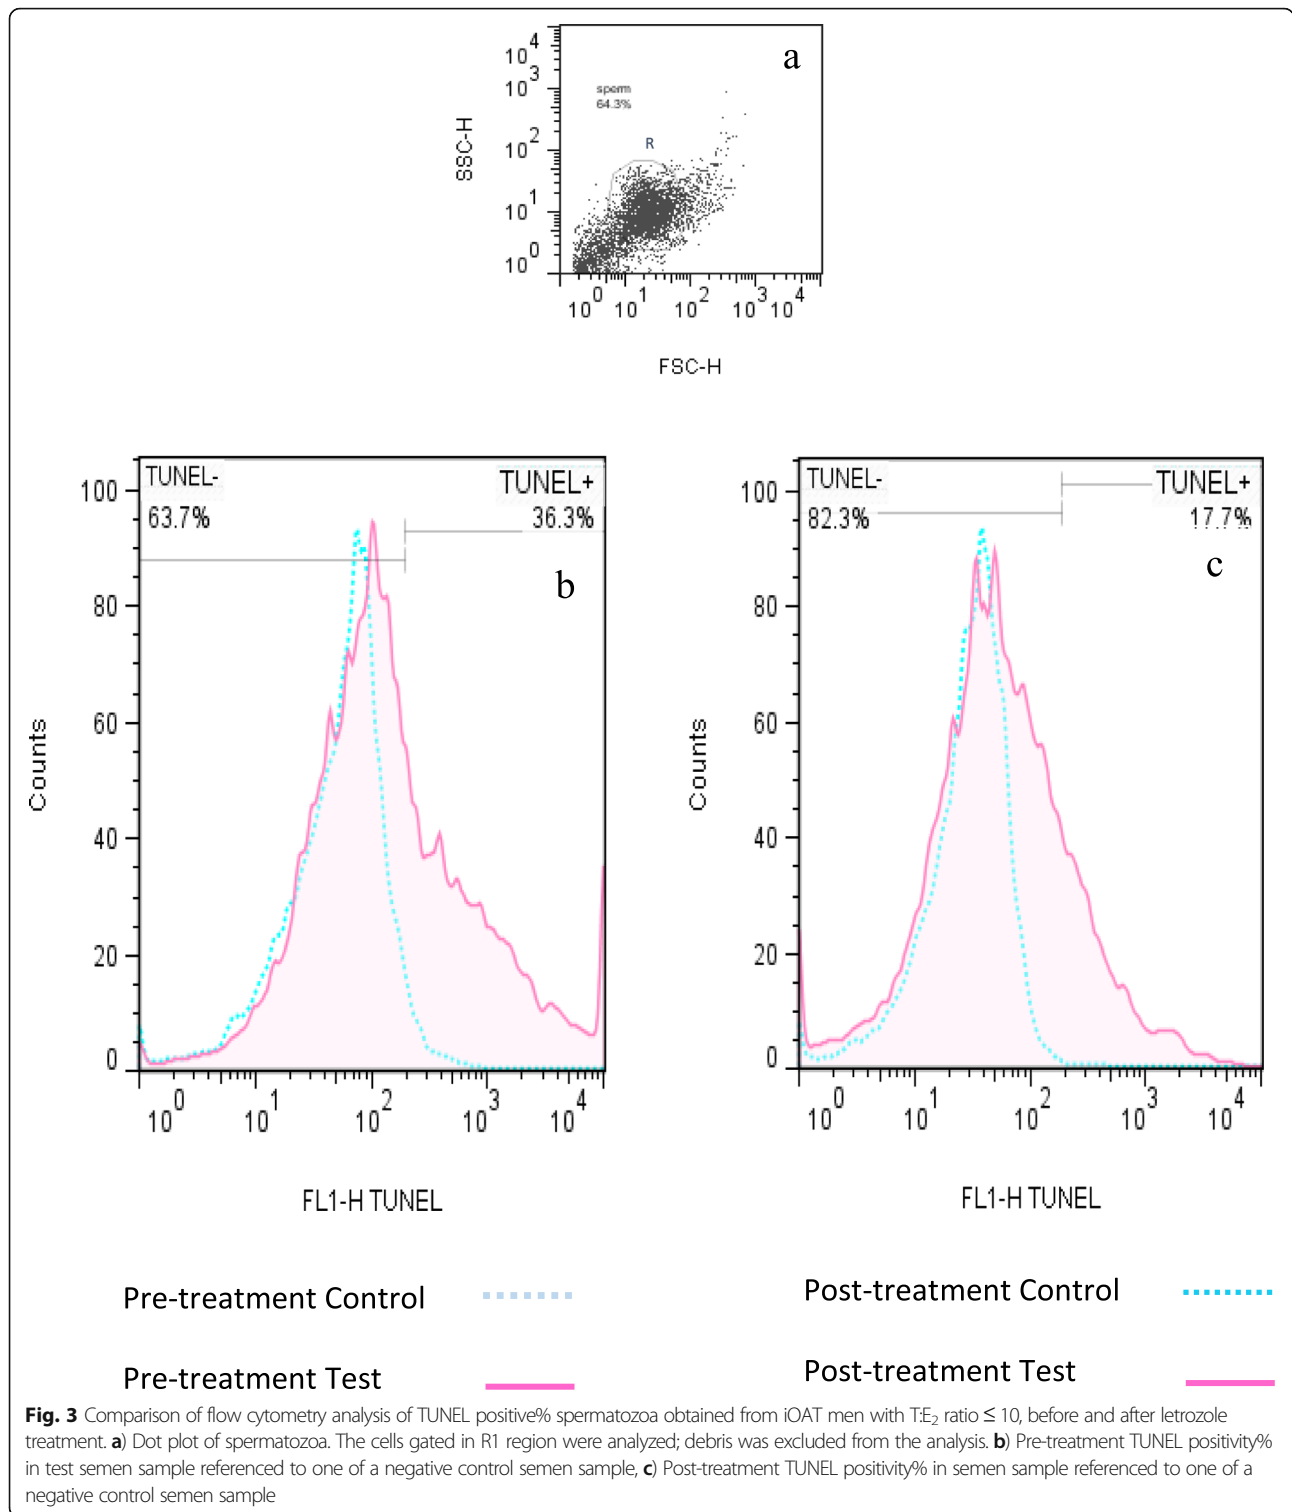 a
10^4
10^3
10^2
10^1
10^0
SSC-H
sperm
64.3%
R
10^0 10^1 10^2 10^3 10^4
FSC-H
TUNEL-
63.7%
TUNEL+
36.3%
b
100
80
60
40
20
0
Counts
10^0 10^1 10^2 10^3 10^4
FL1-H TUNEL
TUNEL-
82.3%
TUNEL+
17.7%
c
100
80
60
40
20
0
Counts
10^0 10^1 10^2 10^3 10^4
FL1-H TUNEL
Pre-treatment Control
Pre-treatment Test
Post-treatment Control
Post-treatment Test
Fig. 3 Comparison of flow cytometry analysis of TUNEL positive% spermatozoa obtained from iOAT men with T:E₂ ratio ≤ 10, before and after letrozole
treatment. a) Dot plot of spermatozoa. The cells gated in R1 region were analyzed; debris was excluded from the analysis. b) Pre-treatment TUNEL positivity%
in test semen sample referenced to one of a negative control semen sample, c) Post-treatment TUNEL positivity% in semen sample referenced to one of a
negative control semen sample